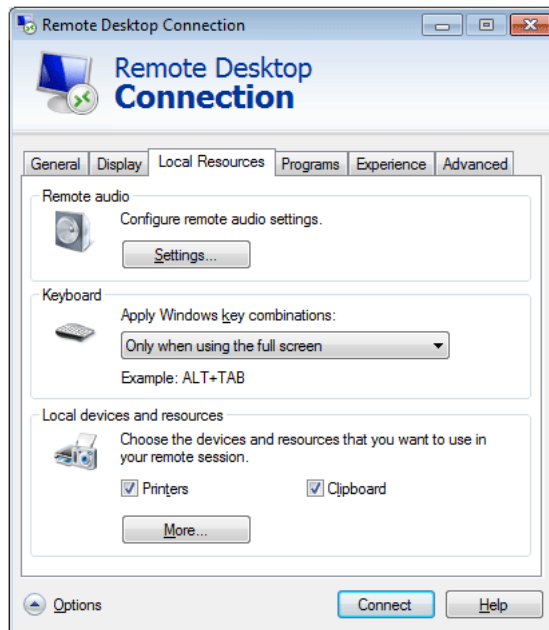 Remote Desktop Connection
Remote Desktop
Connection
General Display Local Resources Programs Experience Advanced
Remote audio
Configure remote audio settings.
Settings...
Keyboard
Apply Windows key combinations:
Only when using the full screen
Example: ALT+TAB
Local devices and resources
Choose the devices and resources that you want to use in
your remote session.
Printers Clipboard
More...
Options Connect Help